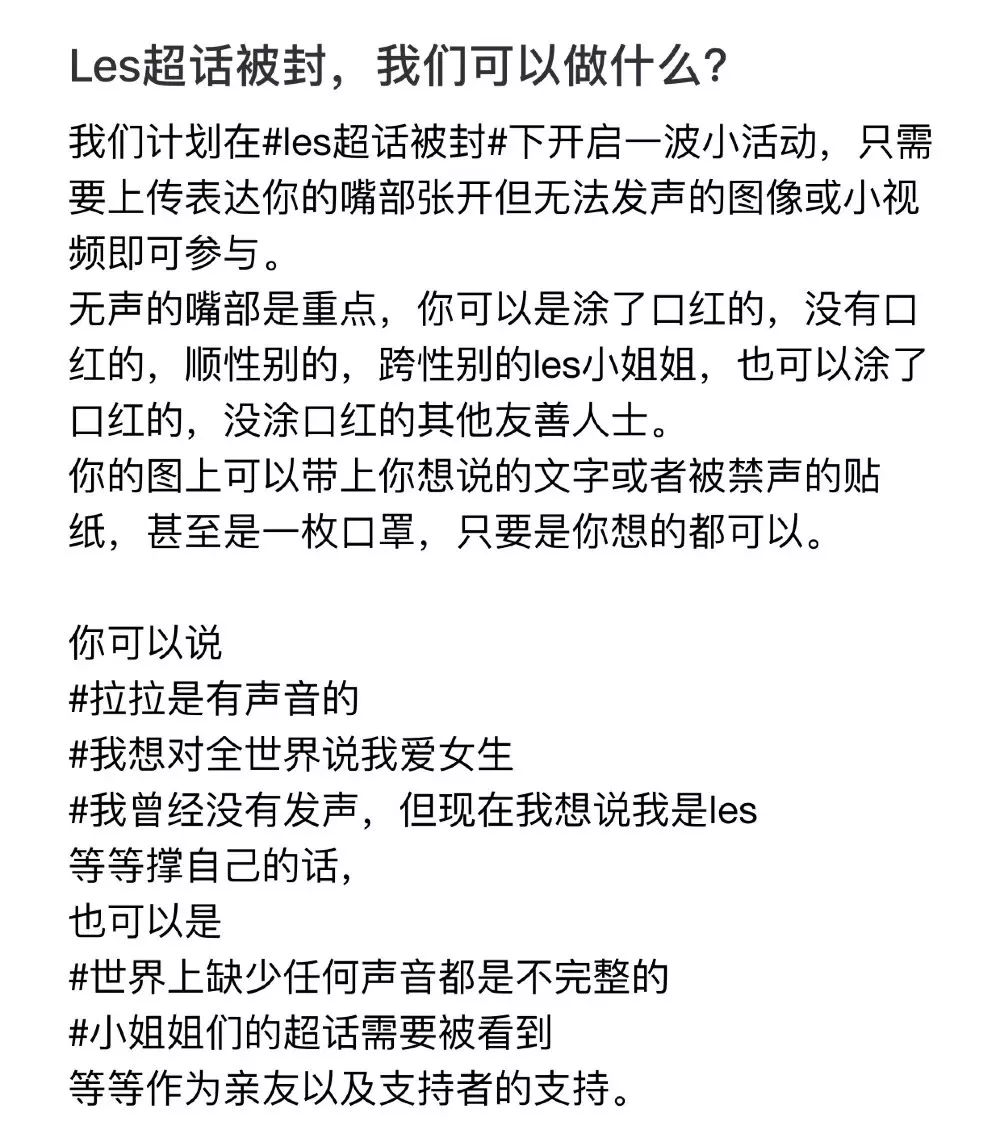 Les超话被封，我们可以做什么？
我们计划在#les超话被封#下开启一波小活动，只需
要上传表达你的嘴部张开但无法发声的图像或小视
频即可参与。
无声的嘴部是重点，你可以是涂了口红的，没有口
红的，顺性别的，跨性别的les小姐姐，也可以涂了
口红的，没涂口红的其他友善人士。
你的图上可以带上你想说的文字或者被禁声的贴
纸，甚至是一枚口罩，只要是你想的都可以。
你可以说
#拉拉是有声音的
#我想对全世界说我爱女生
#我曾经没有发声，但现在我想说我是les
等等撑自己的话，
也可以是
#世界上缺少任何声音都是不完整的
#小姐姐们的超话需要被看到
等等作为亲友以及支持者的支持。